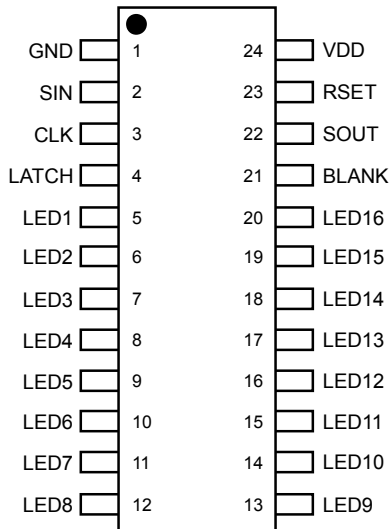 GND 1 24 VDD
SIN 2 23 RSET
CLK 3 22 SOUT
LATCH 4 21 BLANK
LED1 5 20 LED16
LED2 6 19 LED15
LED3 7 18 LED14
LED4 8 17 LED13
LED5 9 16 LED12
LED6 10 15 LED11
LED7 11 14 LED10
LED8 12 13 LED9